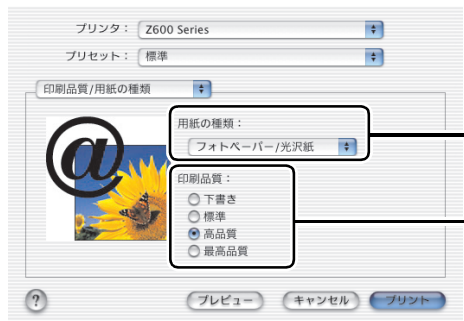 プリンタ： Z600 Series
プリセット： 標準
印刷品質/用紙の種類
用紙の種類：
フォトペーパー/光沢紙
@
印刷品質：
下書き
標準
高品質
最高品質
? プレビュー キャンセル プリント